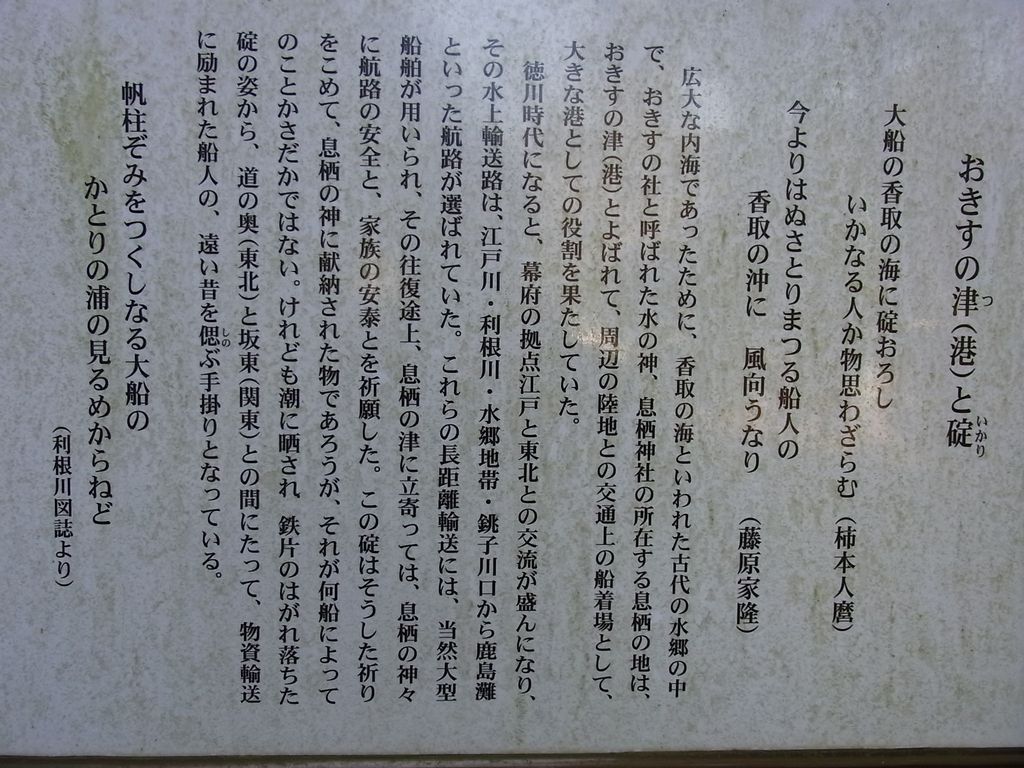 おきすの津(港)と碇
つ
いかり
大船の香取の海に碇おろし
いかなる人か物思わざらむ(柿本人麿)
今よりはぬさとりまつる船人の
香取の沖に 風向うなり (藤原家隆)
広大な内海であったために、香取の海といわれた古代の水郷の中
で、おきすの社と呼ばれた水の神、息栖神社の所在する息栖の地は、
おきすの津(港)とよばれて、周辺の陸地との交通上の船着場として、
大きな港としての役割を果たしていた。
徳川時代になると、幕府の拠点江戸と東北との交流が盛んになり、
その水上輸送路は、江戸川・利根川・水郷地帯・銚子川口から鹿島灘
といった航路が選ばれていた。これらの長距離輸送には、当然大型
船舶が用いられ、その往復途上、息栖の津に立寄っては、息栖の神々
に航路の安全と、家族の安泰とを祈願した。この碇はそうした祈り
をこめて、息栖の神に献納された物であろうが、それが何船によって
のことかさだかではない。けれども潮に晒され、鉄片のはがれ落ちた
碇の姿から、道の奥(東北)と坂東(関東)との間にたって、物資輸送
に励まれた船人の、遠い昔を偲ぶ手掛りとなっている。
しの
帆柱ぞみをつくしなる大船の
かとりの浦の見るめからねど
(利根川図誌より)